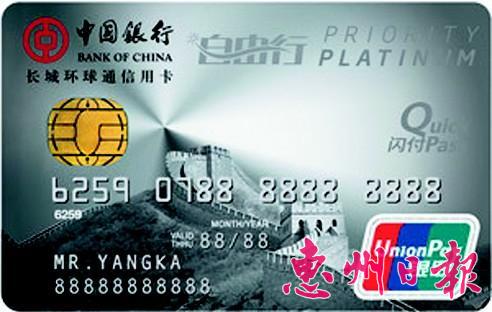 中国银行
BANK OF CHINA
长城环球通信用卡
自由行
PRIORITY
PLATINUM
Quick
闪付Pass
6259 0788 8888 8888
6259
MONTH/YEAR
VALID THRU 88/88
MR.YANGKA
88888888888
UnionPay
银联
惠州日報